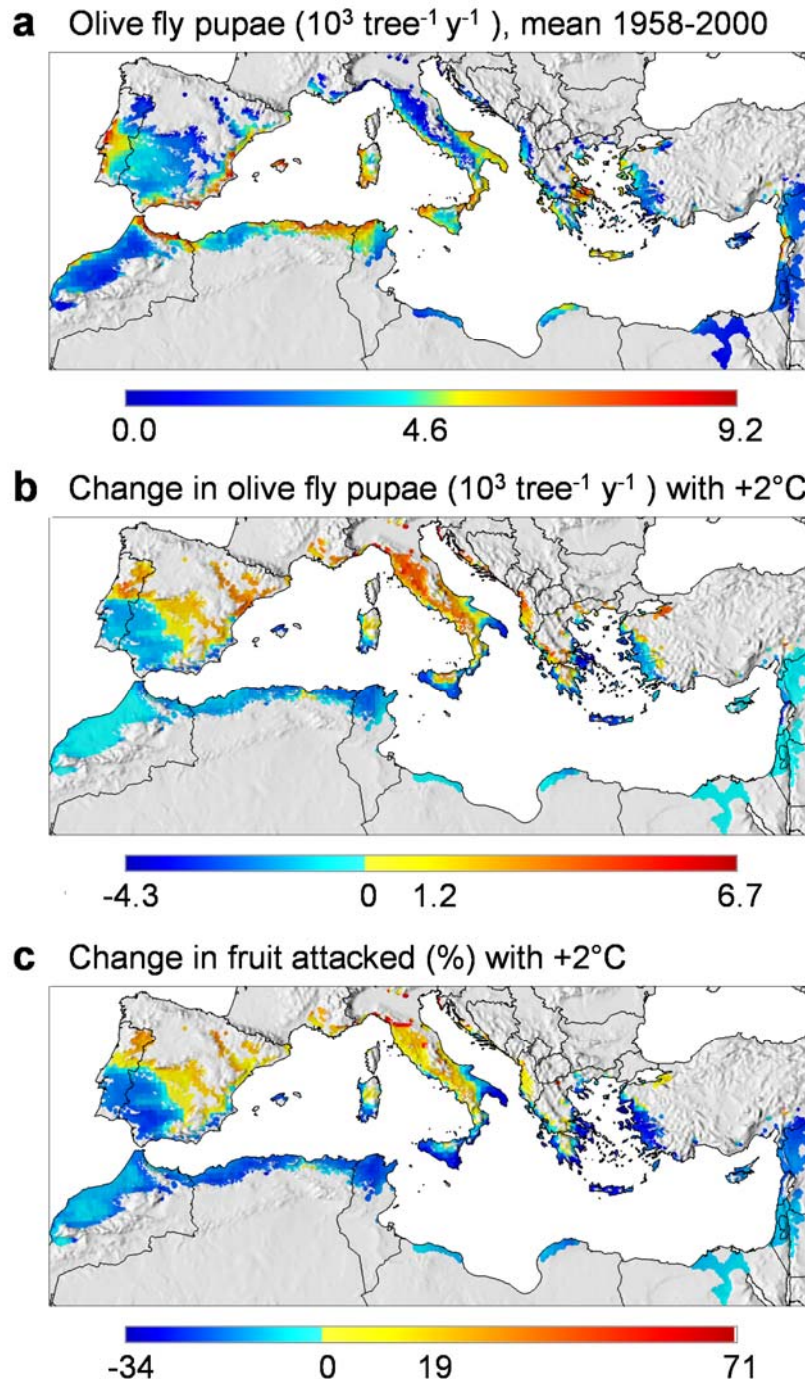 a Olive fly pupae (10³ tree⁻¹ y⁻¹ ), mean 1958-2000
0.0 4.6 9.2
b Change in olive fly pupae (10³ tree⁻¹ y⁻¹ ) with +2°C
-4.3 0 1.2 6.7
c Change in fruit attacked (%) with +2°C
-34 0 19 71